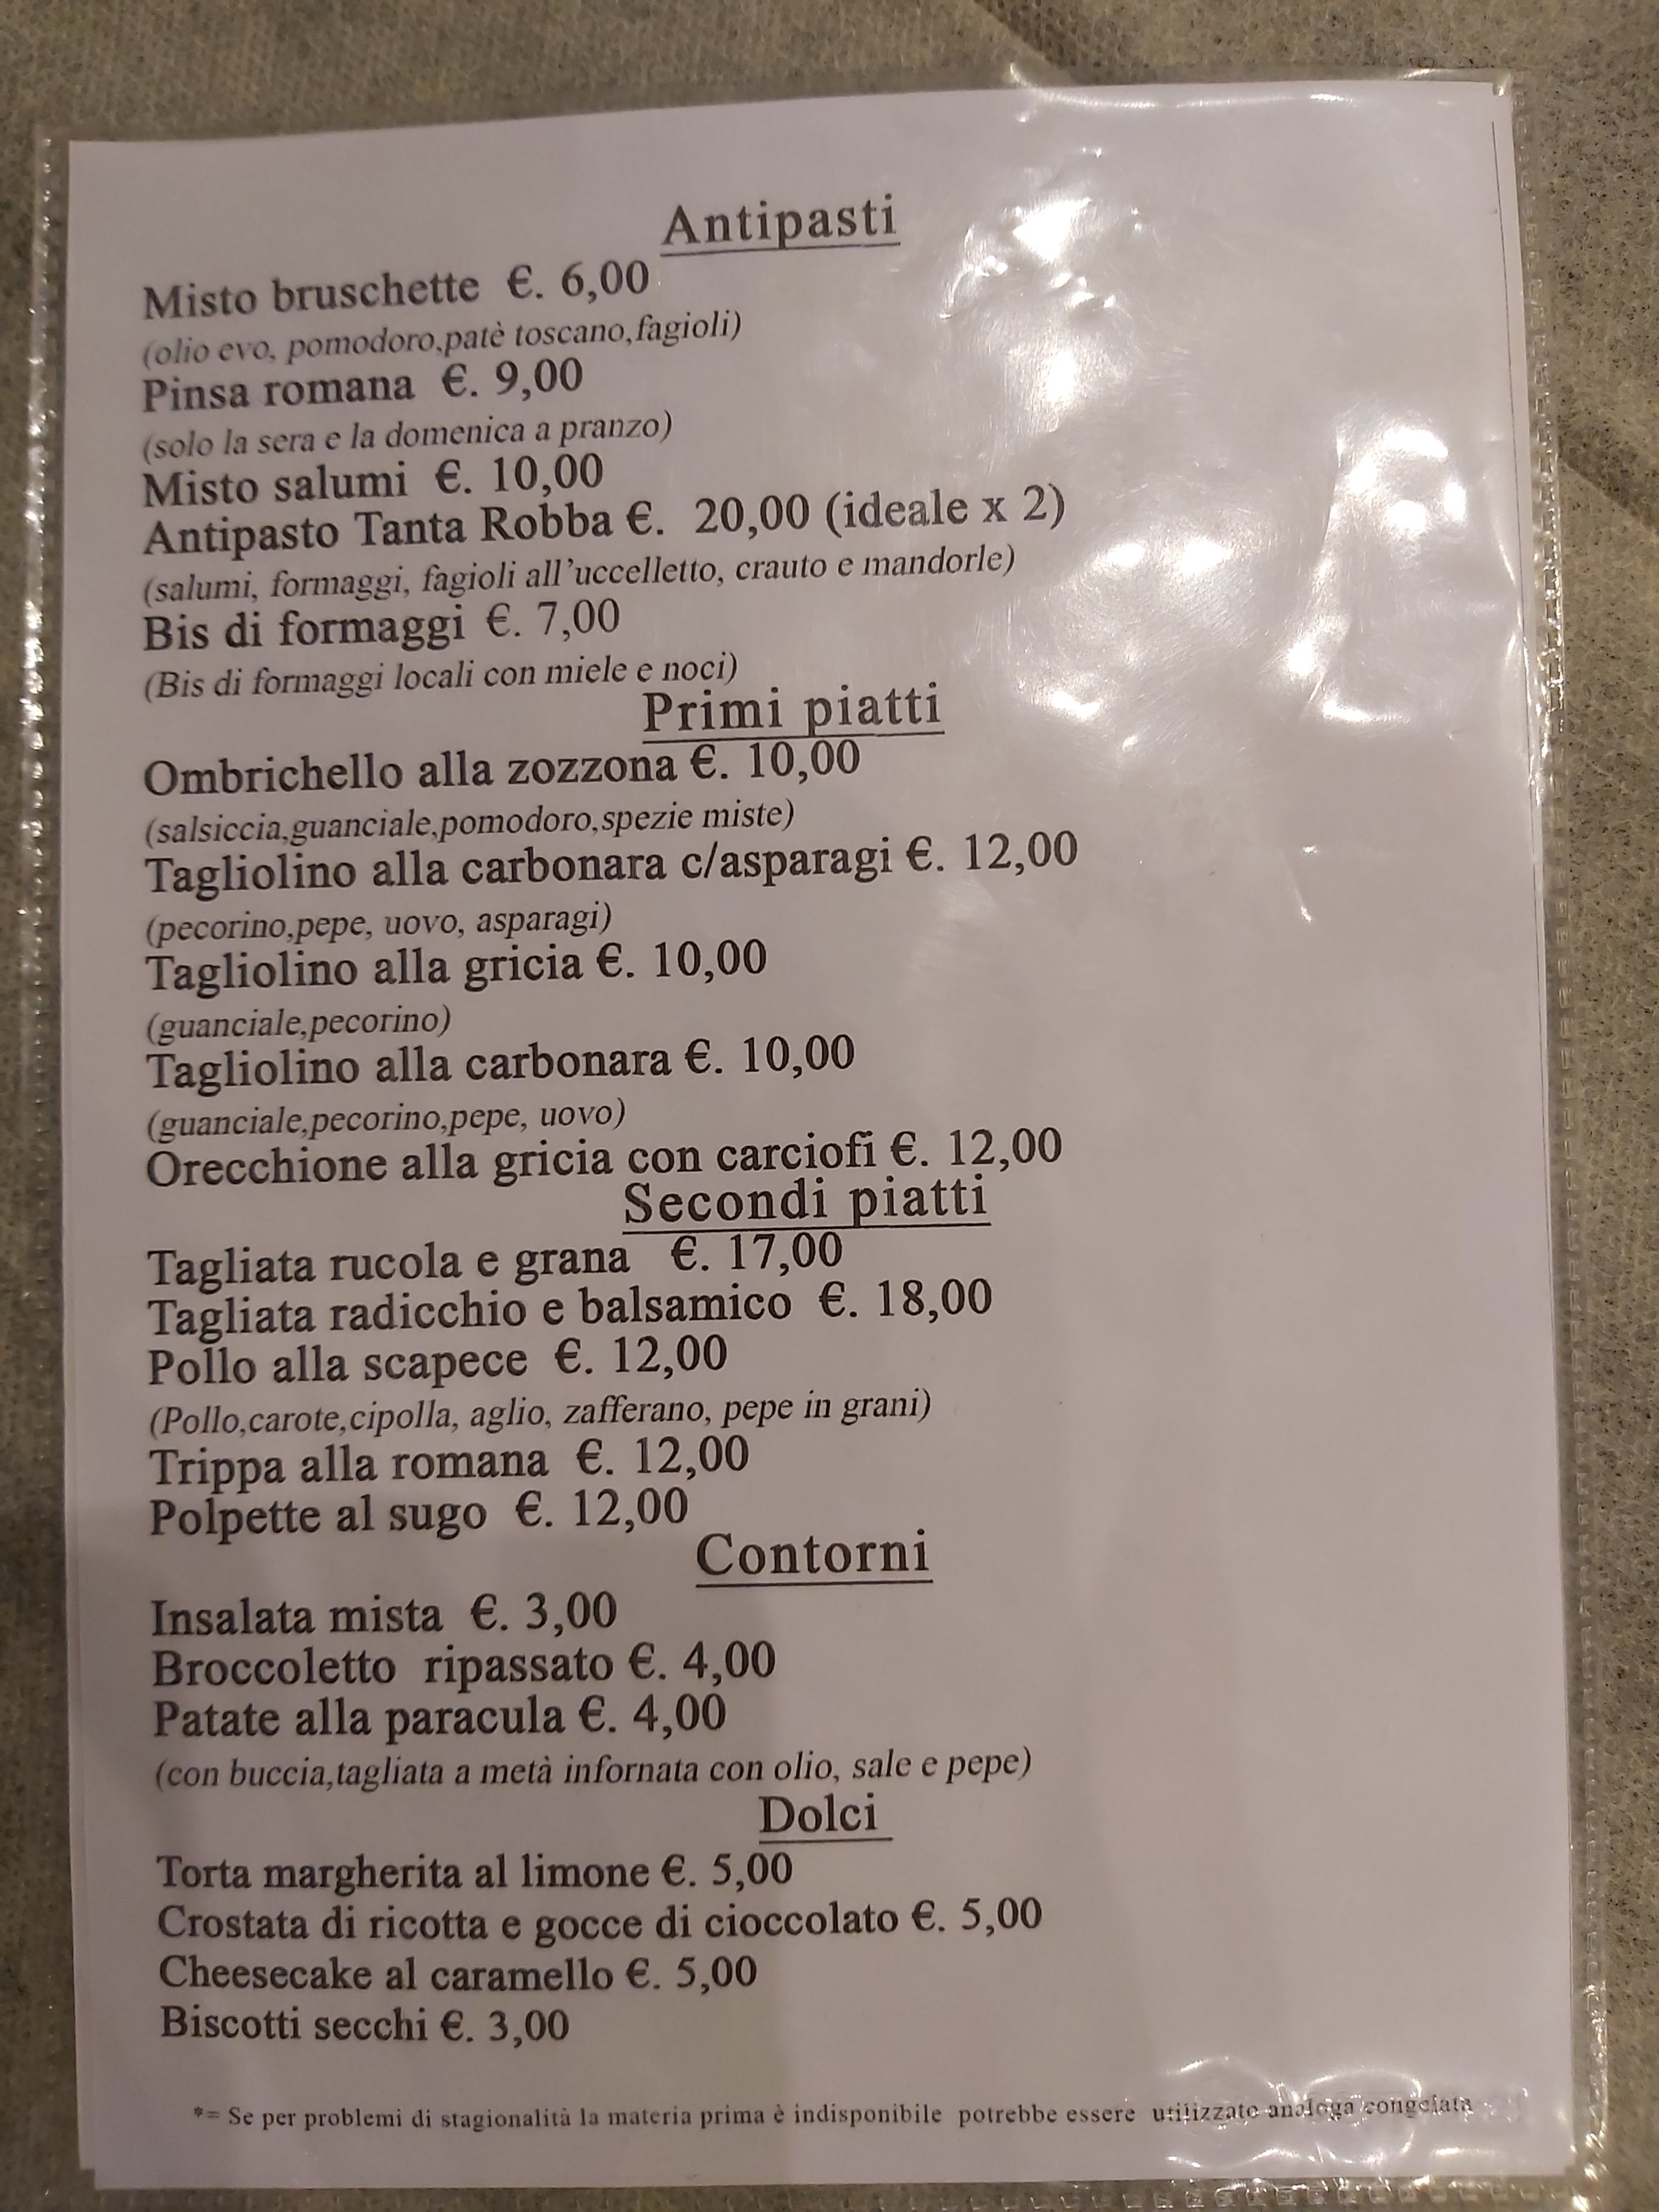 Antipasti
Misto bruschette €. 6,00
(olio evo, pomodoro,patè toscano,fagioli)
Pinsa romana €. 9,00
(solo la sera e la domenica a pranzo)
Misto salumi €. 10,00
Antipasto Tanta Robba €. 20,00 (ideale x 2)
(salumi, formaggi, fagioli all'uccelletto, crauto e mandorle)
Bis di formaggi €. 7,00
(Bis di formaggi locali con miele e noci)
Primi piatti
Ombrichello alla zozzona €. 10,00
(salsiccia,guanciale,pomodoro,spezie miste)
Tagliolino alla carbonara c/asparagi €. 12,00
(pecorino,pepe, uovo, asparagi)
Tagliolino alla gricia €. 10,00
(guanciale,pecorino)
Tagliolino alla carbonara €. 10,00
(guanciale,pecorino,pepe, uovo)
Orecchione alla gricia con carciofi €. 12,00
Secondi piatti
Tagliata rucola e grana €. 17,00
Tagliata radicchio e balsamico €. 18,00
Pollo alla scapece €. 12,00
(Pollo,carote,cipolla, aglio, zafferano, pepe in grani)
Trippa alla romana €. 12,00
Polpette al sugo €. 12,00
Contorni
Insalata mista €. 3,00
Broccoletto ripassato €. 4,00
Patate alla paracula €. 4,00
(con buccia,tagliata a metà infornata con olio, sale e pepe)
Dolci
Torta margherita al limone €. 5,00
Crostata di ricotta e gocce di cioccolato €. 5,00
Cheesecake al caramello €. 5,00
Biscotti secchi €. 3,00
*= Se per problemi di stagionalità la materia prima è indisponibile potrebbe essere utilizzato analoga congelata